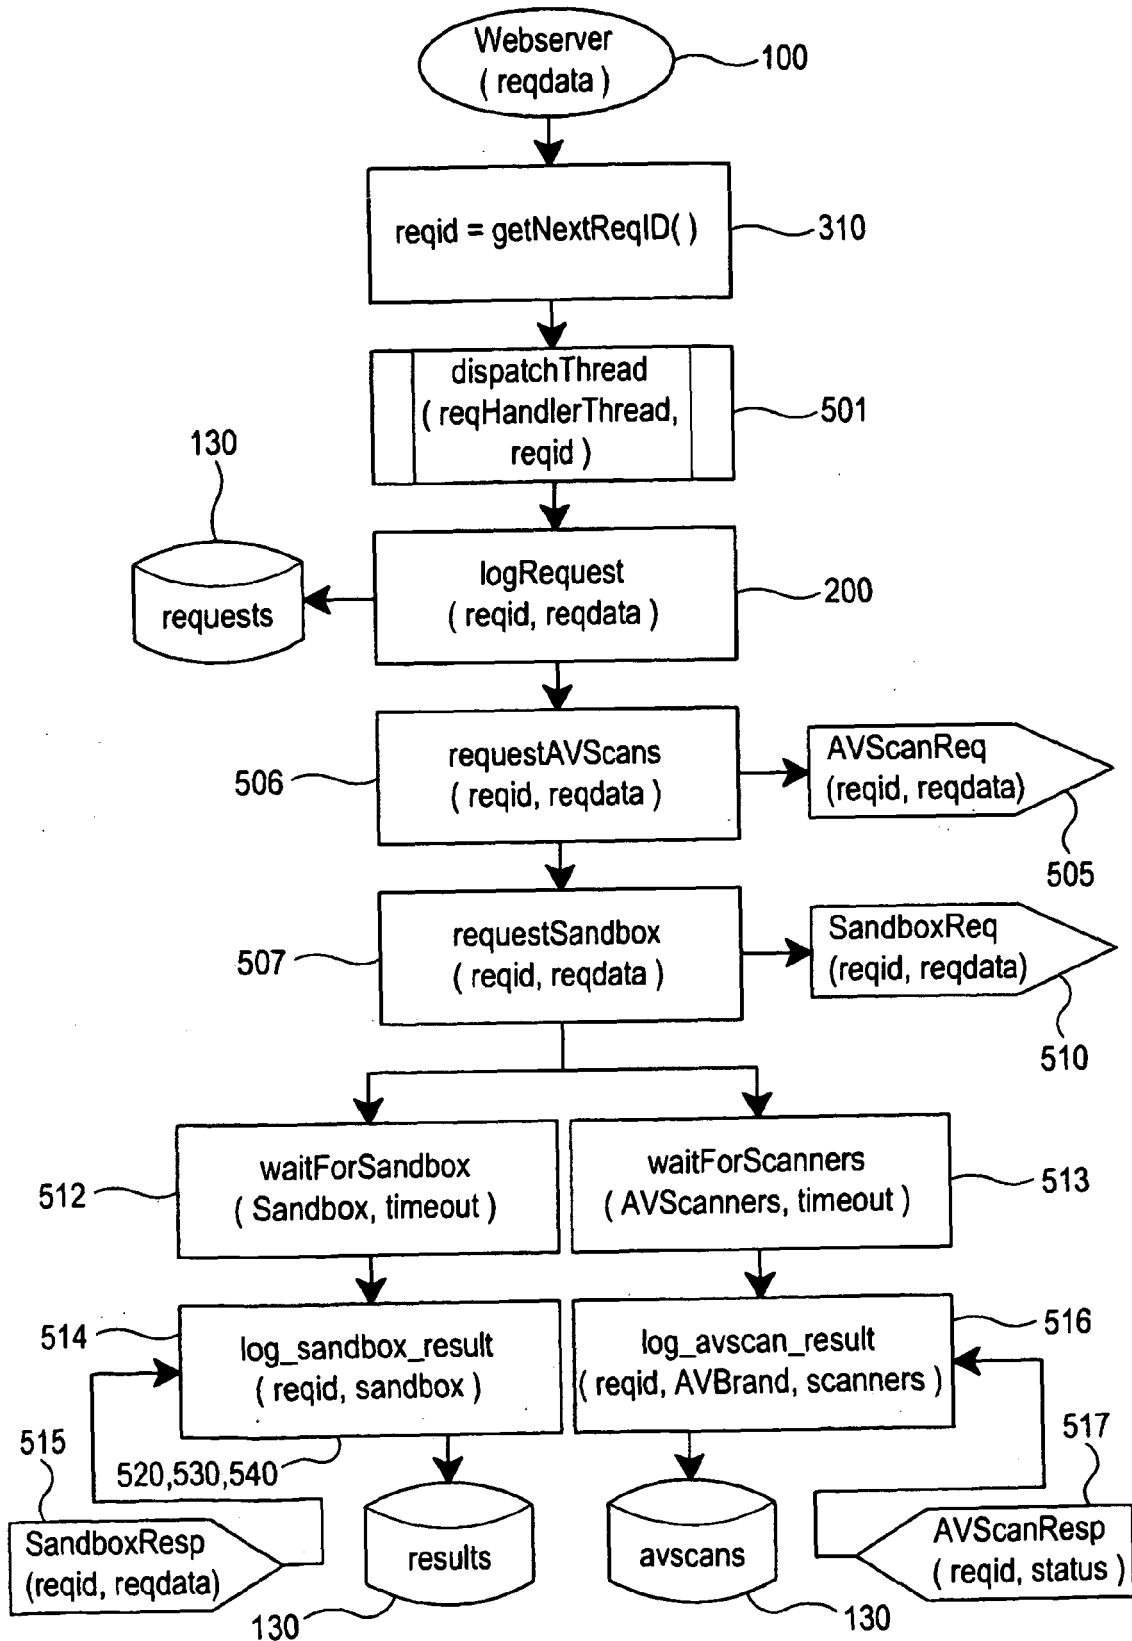 Webserver
( reqdata )
100
reqid = getNextReqID( )
310
dispatchThread
( reqHandlerThread,
reqid )
501
130
requests
logRequest
( reqid, reqdata )
200
requestAVScans
( reqid, reqdata )
506
AVScanReq
(reqid, reqdata)
505
requestSandbox
( reqid, reqdata )
507
SandboxReq
(reqid, reqdata)
510
waitForSandbox
( Sandbox, timeout )
512
waitForScanners
( AVScanners, timeout )
513
514
log_sandbox_result
( reqid, sandbox )
log_avscan_result
( reqid, AVBrand, scanners )
516
515
520,530,540
517
SandboxResp
(reqid, reqdata)
results
avscans
AVScanResp
( reqid, status )
130
130